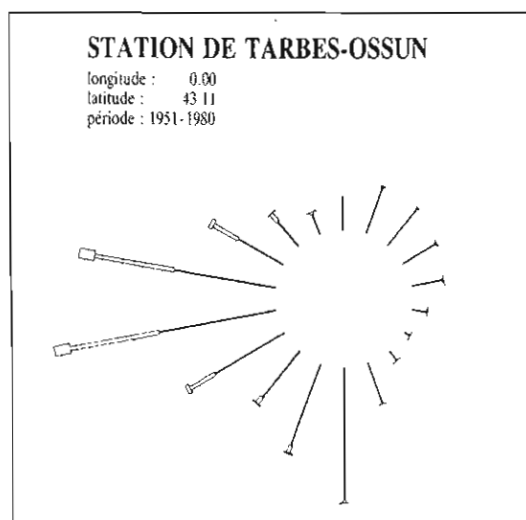 STATION DE TARBES-OSSUN
longitude : 0.00
latitude : 43 11
période : 1951-1980